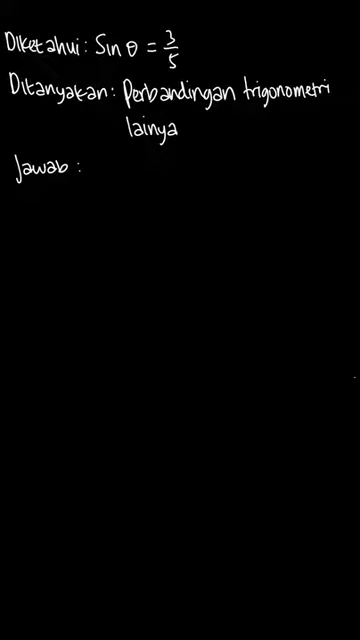 Diketahui : Sin θ = 3/5
Ditanyakan : Perbandingan trigonometri
lainya
Jawab :